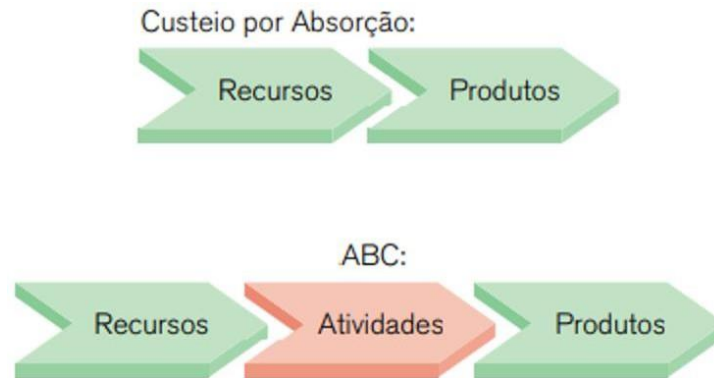 Custeio por Absorção:
Recursos Produtos
ABC:
Recursos Atividades Produtos